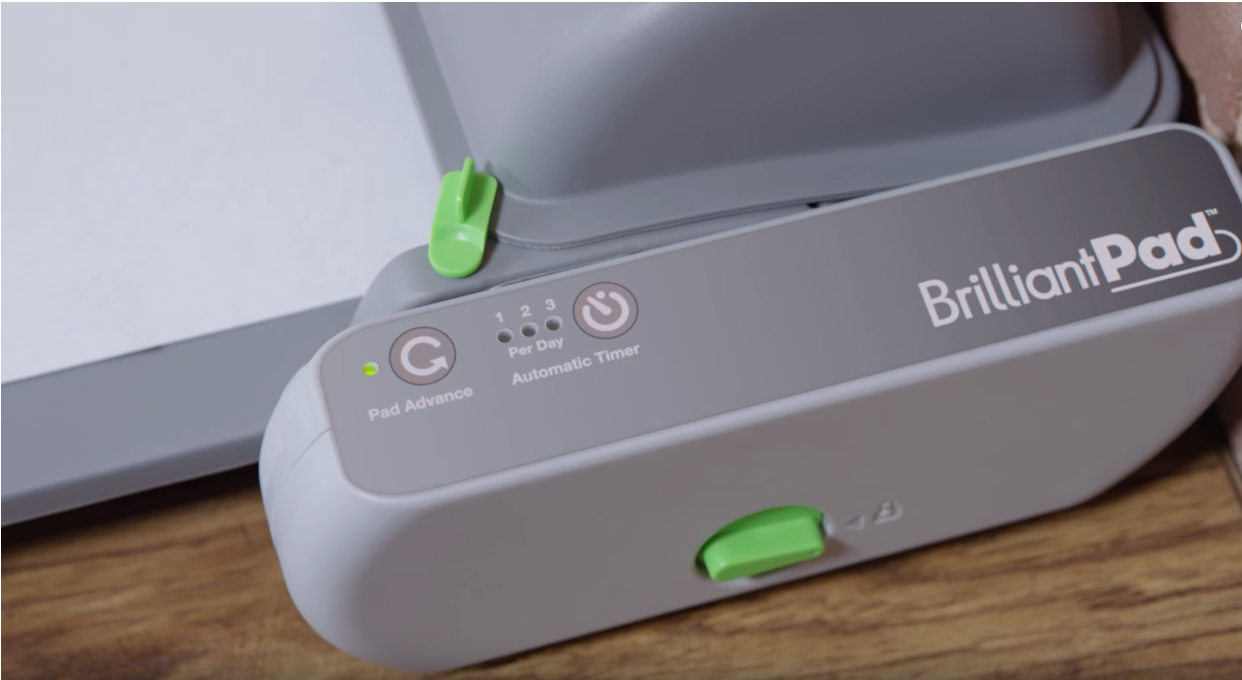 BrilliantPad™
1 2 3
Per Day
Automatic Timer
Pad Advance